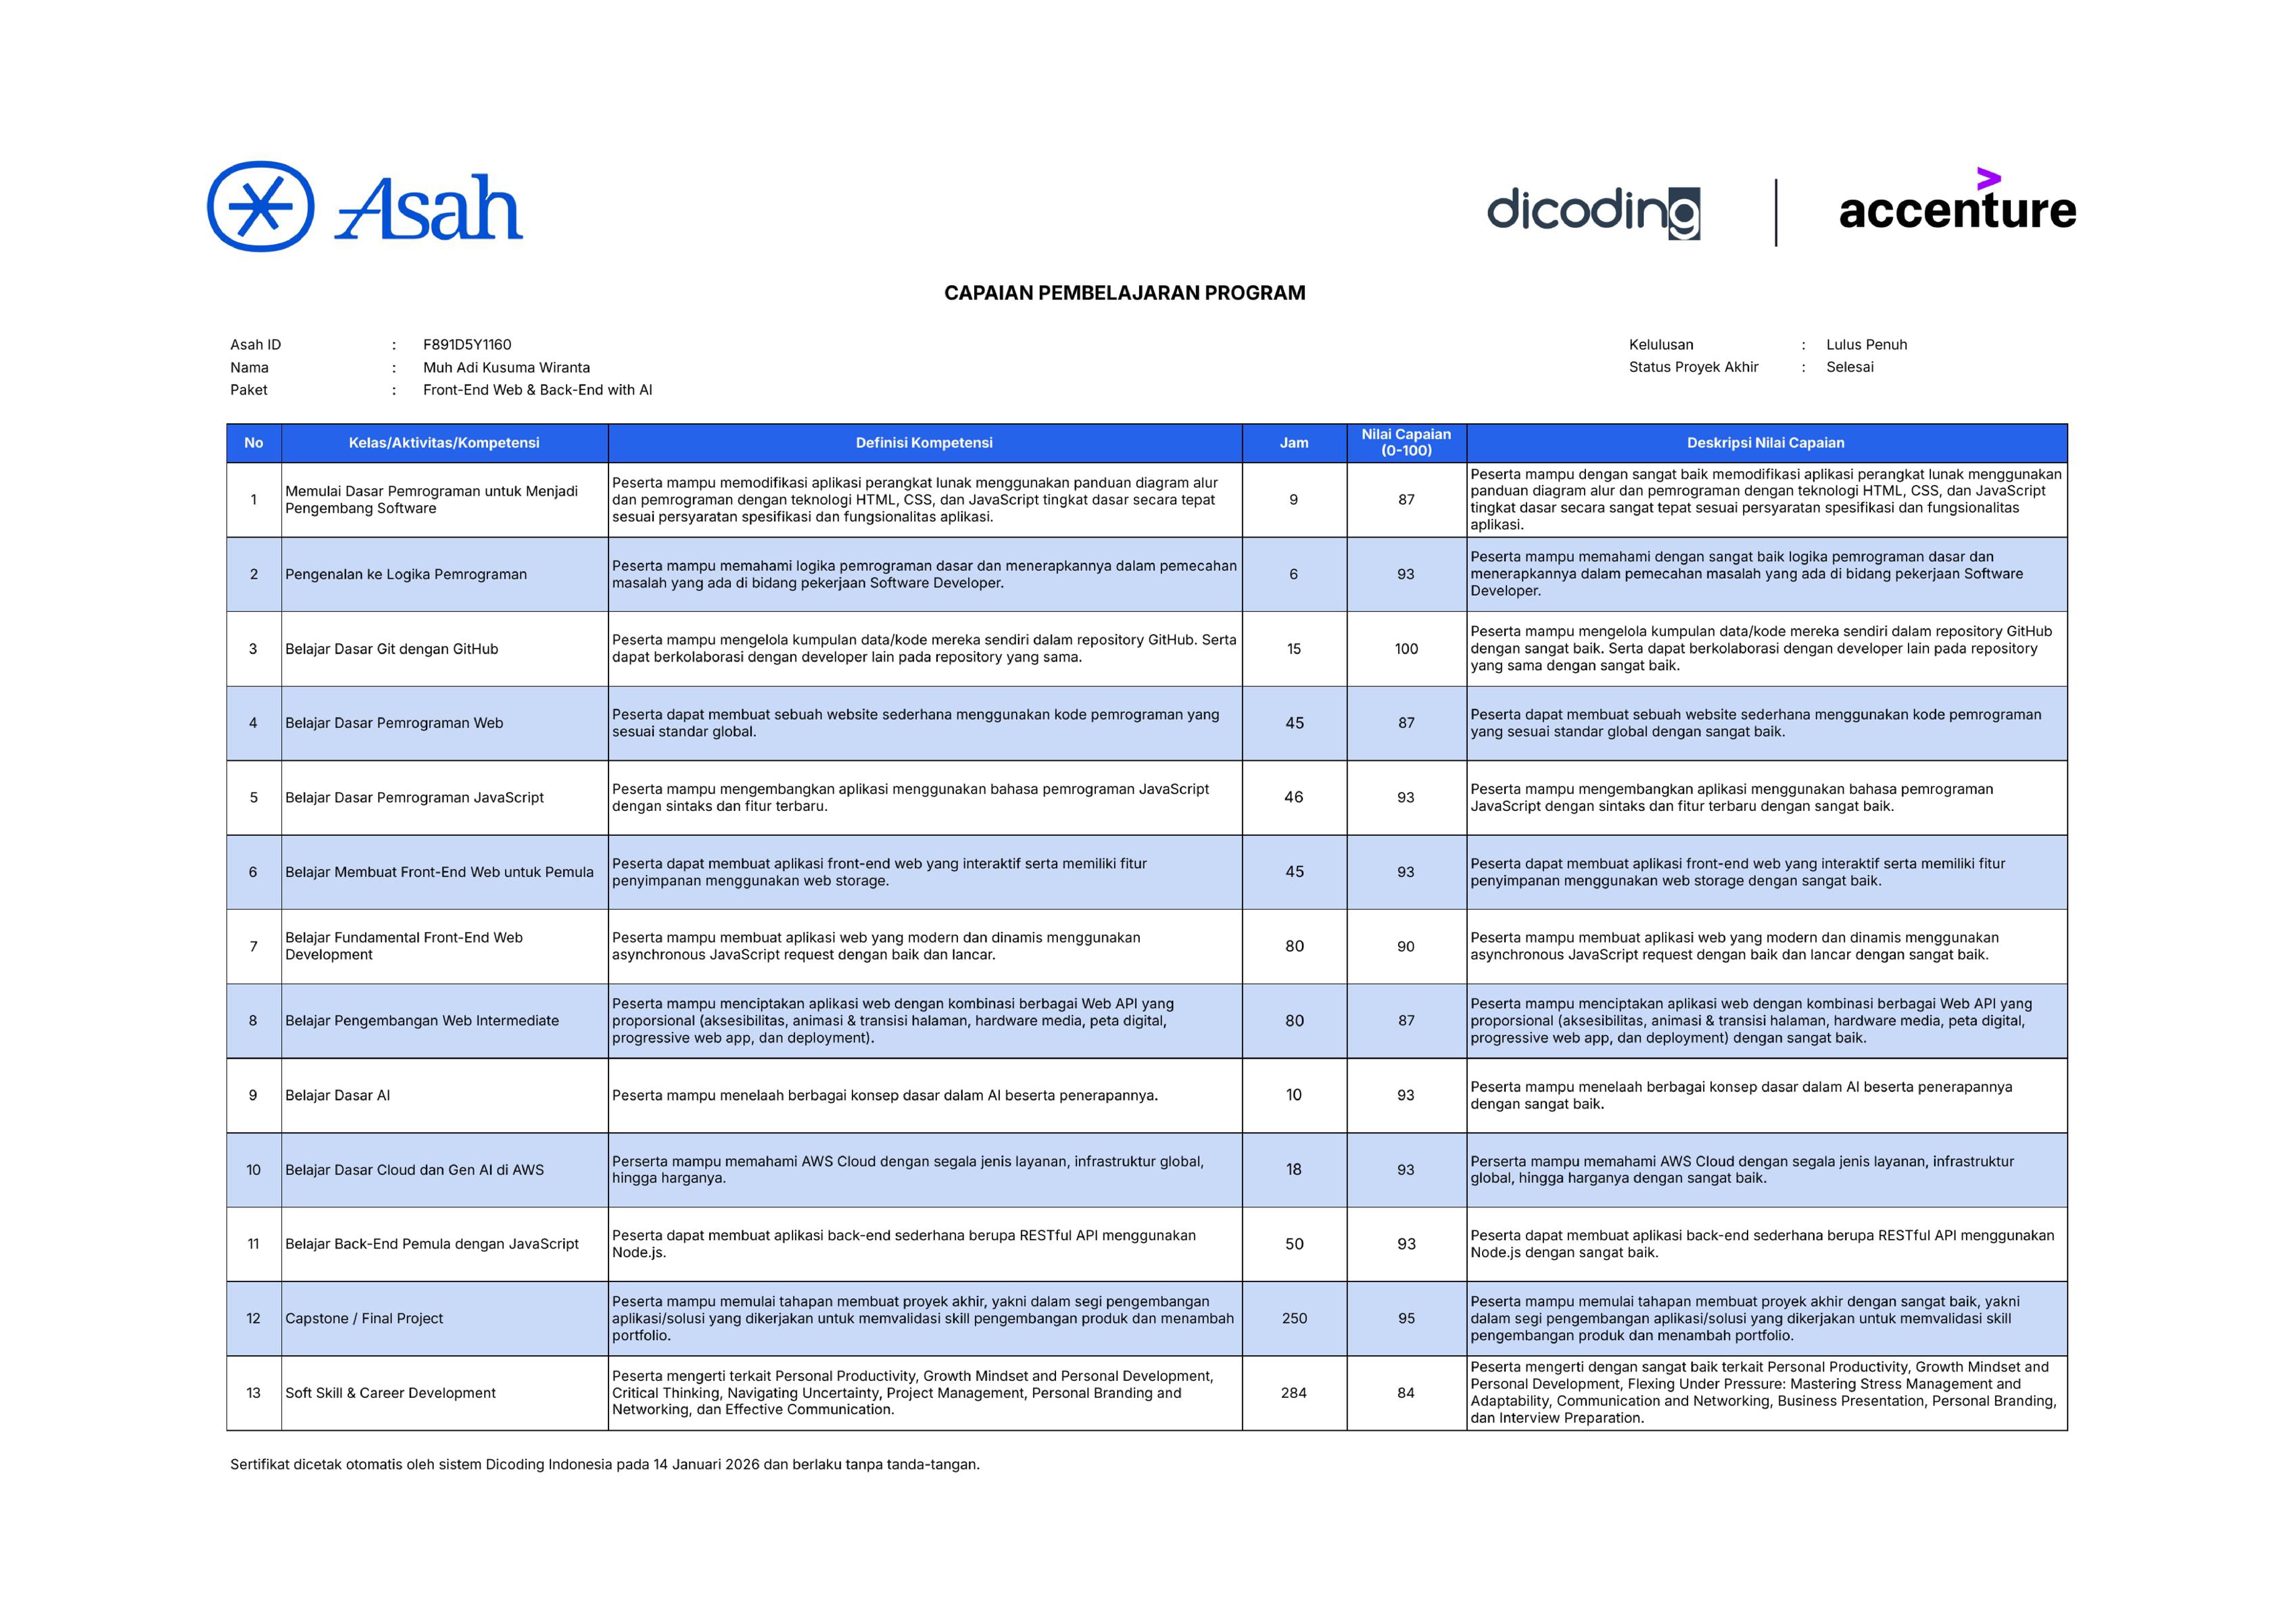 Asah
dicoding
accenture
CAPAIAN PEMBELAJARAN PROGRAM
Asah ID : F891D5Y1160
Nama : Muh Adi Kusuma Wiranta
Paket : Front-End Web & Back-End with AI
Kelulusan : Lulus Penuh
Status Proyek Akhir : Selesai
No
Kelas/Aktivitas/Kompetensi
Definisi Kompetensi
Jam
Nilai Capaian
(0-100)
Deskripsi Nilai Capaian
1
Memulai Dasar Pemrograman untuk Menjadi
Pengembang Software
Peserta mampu memodifikasi aplikasi perangkat lunak menggunakan panduan diagram alur
dan pemrograman dengan teknologi HTML, CSS, dan JavaScript tingkat dasar secara tepat
sesuai persyaratan spesifikasi dan fungsionalitas aplikasi.
9
87
Peserta mampu dengan sangat baik memodifikasi aplikasi perangkat lunak menggunakan
panduan diagram alur dan pemrograman dengan teknologi HTML, CSS, dan JavaScript
tingkat dasar secara sangat tepat sesuai persyaratan spesifikasi dan fungsionalitas
aplikasi.
2
Pengenalan ke Logika Pemrograman
Peserta mampu memahami logika pemrograman dasar dan menerapkannya dalam pemecahan
masalah yang ada di bidang pekerjaan Software Developer.
6
93
Peserta mampu memahami dengan sangat baik logika pemrograman dasar dan
menerapkannya dalam pemecahan masalah yang ada di bidang pekerjaan Software
Developer.
3
Belajar Dasar Git dengan GitHub
Peserta mampu mengelola kumpulan data/kode mereka sendiri dalam repository GitHub. Serta
dapat berkolaborasi dengan developer lain pada repository yang sama.
15
100
Peserta mampu mengelola kumpulan data/kode mereka sendiri dalam repository GitHub
dengan sangat baik. Serta dapat berkolaborasi dengan developer lain pada repository
yang sama dengan sangat baik.
4
Belajar Dasar Pemrograman Web
Peserta dapat membuat sebuah website sederhana menggunakan kode pemrograman yang
sesuai standar global.
45
87
Peserta dapat membuat sebuah website sederhana menggunakan kode pemrograman
yang sesuai standar global dengan sangat baik.
5
Belajar Dasar Pemrograman JavaScript
Peserta mampu mengembangkan aplikasi menggunakan bahasa pemrograman JavaScript
dengan sintaks dan fitur terbaru.
46
93
Peserta mampu mengembangkan aplikasi menggunakan bahasa pemrograman
JavaScript dengan sintaks dan fitur terbaru dengan sangat baik.
6
Belajar Membuat Front-End Web untuk Pemula
Peserta dapat membuat aplikasi front-end web yang interaktif serta memiliki fitur
penyimpanan menggunakan web storage.
45
93
Peserta dapat membuat aplikasi front-end web yang interaktif serta memiliki fitur
penyimpanan menggunakan web storage dengan sangat baik.
7
Belajar Fundamental Front-End Web
Development
Peserta mampu membuat aplikasi web yang modern dan dinamis menggunakan
asynchronous JavaScript request dengan baik dan lancar.
80
90
Peserta mampu membuat aplikasi web yang modern dan dinamis menggunakan
asynchronous JavaScript request dengan baik dan lancar dengan sangat baik.
8
Belajar Pengembangan Web Intermediate
Peserta mampu menciptakan aplikasi web dengan kombinasi berbagai Web API yang
proporsional (aksesibilitas, animasi & transisi halaman, hardware media, peta digital,
progressive web app, dan deployment).
80
87
Peserta mampu menciptakan aplikasi web dengan kombinasi berbagai Web API yang
proporsional (aksesibilitas, animasi & transisi halaman, hardware media, peta digital,
progressive web app, dan deployment) dengan sangat baik.
9
Belajar Dasar AI
Peserta mampu menelaah berbagai konsep dasar dalam AI beserta penerapannya.
10
93
Peserta mampu menelaah berbagai konsep dasar dalam AI beserta penerapannya
dengan sangat baik.
10
Belajar Dasar Cloud dan Gen AI di AWS
Perserta mampu memahami AWS Cloud dengan segala jenis layanan, infrastruktur global,
hingga harganya.
18
93
Perserta mampu memahami AWS Cloud dengan segala jenis layanan, infrastruktur
global, hingga harganya dengan sangat baik.
11
Belajar Back-End Pemula dengan JavaScript
Peserta dapat membuat aplikasi back-end sederhana berupa RESTful API menggunakan
Node.js.
50
93
Peserta dapat membuat aplikasi back-end sederhana berupa RESTful API menggunakan
Node.js dengan sangat baik.
12
Capstone / Final Project
Peserta mampu memulai tahapan membuat proyek akhir, yakni dalam segi pengembangan
aplikasi/solusi yang dikerjakan untuk memvalidasi skill pengembangan produk dan menambah
portfolio.
250
95
Peserta mampu memulai tahapan membuat proyek akhir dengan sangat baik, yakni
dalam segi pengembangan aplikasi/solusi yang dikerjakan untuk memvalidasi skill
pengembangan produk dan menambah portfolio.
13
Soft Skill & Career Development
Peserta mengerti terkait Personal Productivity, Growth Mindset and Personal Development,
Critical Thinking, Navigating Uncertainty, Project Management, Personal Branding and
Networking, dan Effective Communication.
284
84
Peserta mengerti dengan sangat baik terkait Personal Productivity, Growth Mindset and
Personal Development, Flexing Under Pressure: Mastering Stress Management and
Adaptability, Communication and Networking, Business Presentation, Personal Branding,
dan Interview Preparation.
Sertifikat dicetak otomatis oleh sistem Dicoding Indonesia pada 14 Januari 2026 dan berlaku tanpa tanda-tangan.